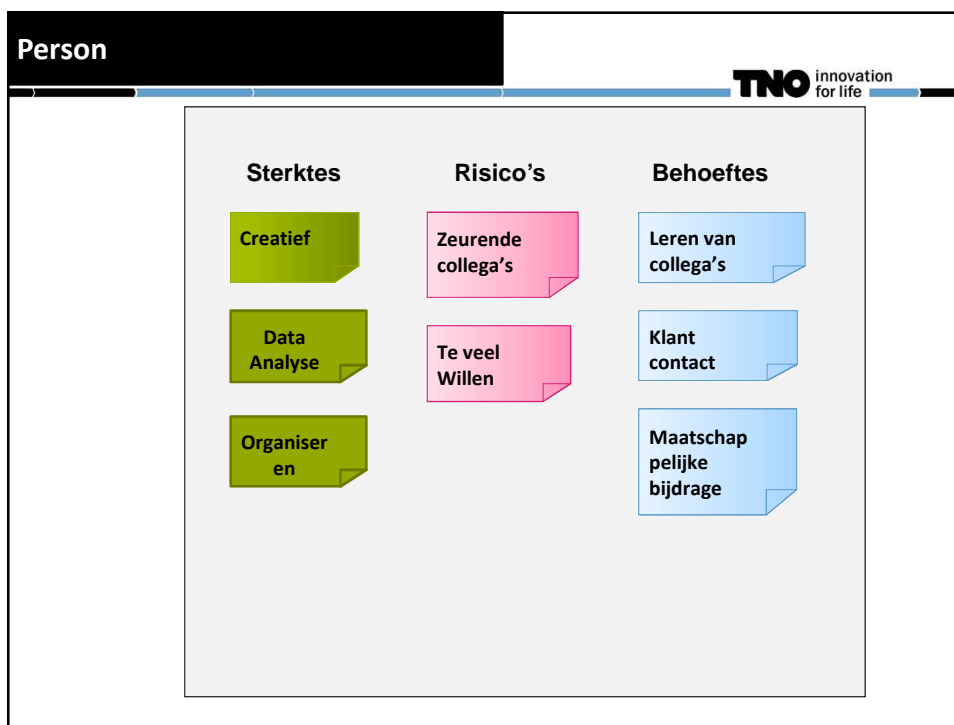 Person
TNO innovation
for life
Sterktes
Creatief
Data
Analyse
Organiser
en
Risico's
Zeurende
collega's
Te veel
Willen
Behoeftes
Leren van
collega's
Klant
contact
Maatschap
pelijke
bijdrage